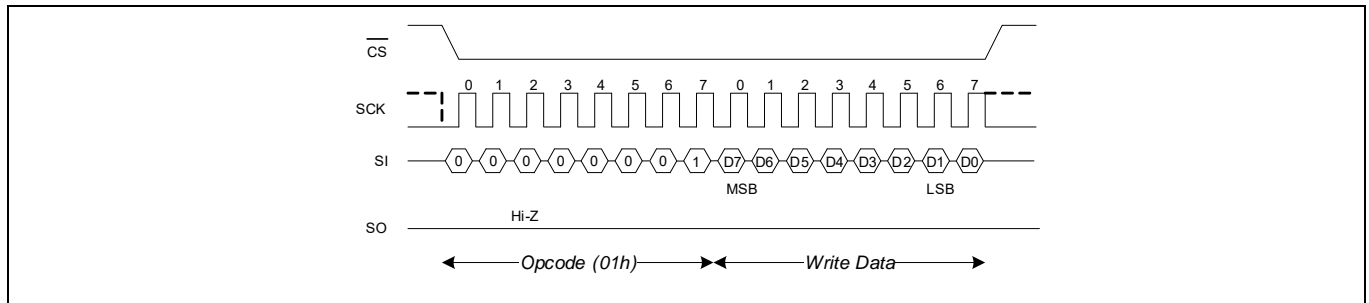 CS
0 1 2 3 4 5 6 7 0 1 2 3 4 5 6 7
SCK
SI 0 0 0 0 0 0 0 1 D7 D6 D5 D4 D3 D2 D1 D0
MSB LSB
Hi-Z
SO
Opcode (01h) Write Data